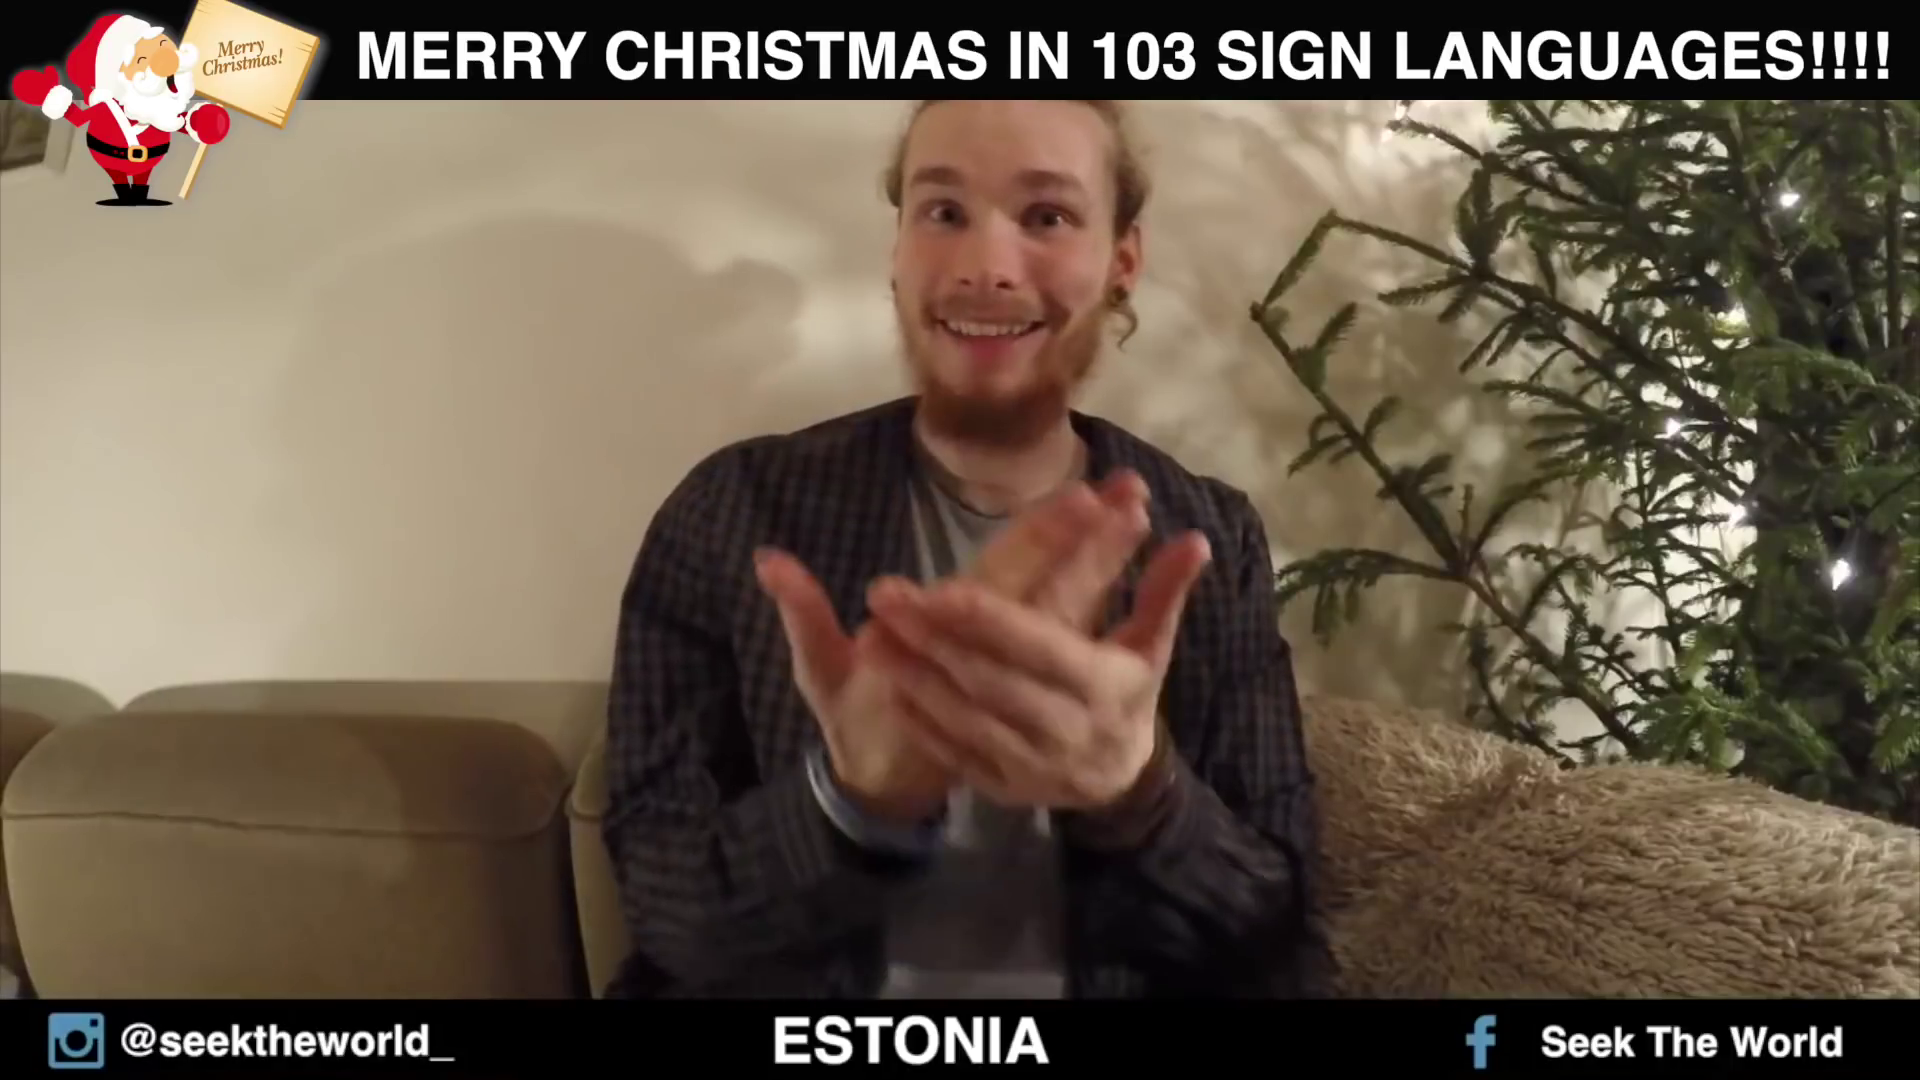 Merry
Christmas!
MERRY CHRISTMAS IN 103 SIGN LANGUAGES!!!!
@seektheworld_
ESTONIA
Seek The World